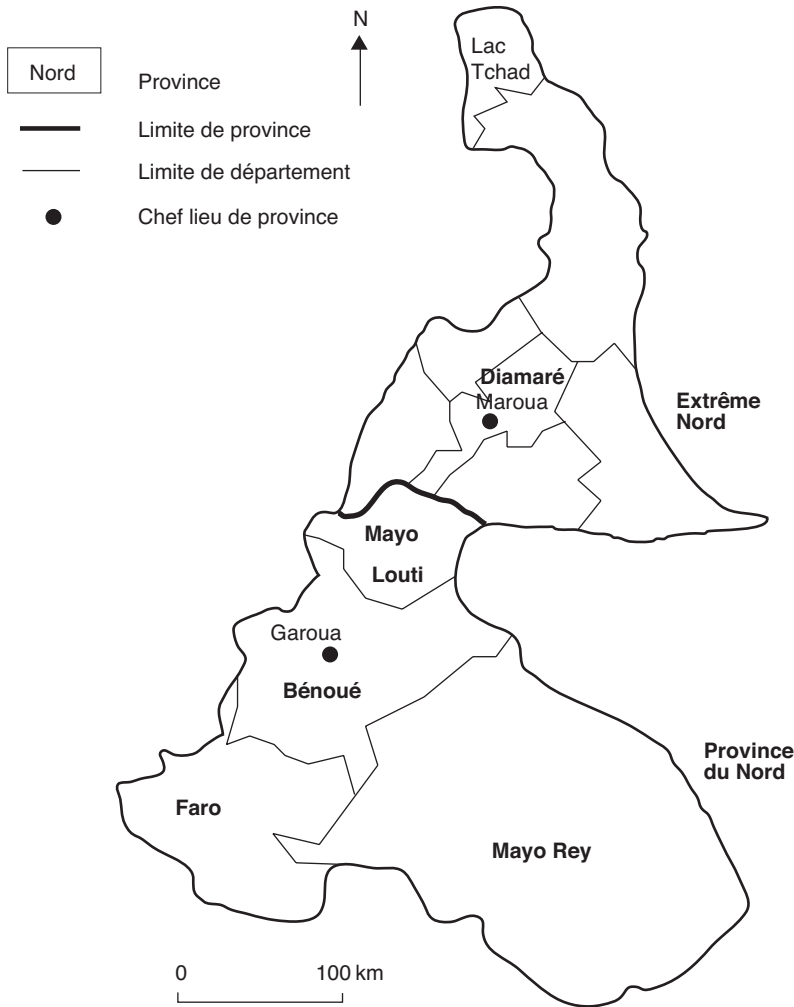 N
Nord
Province
Limite de province
Limite de département
Chef lieu de province
Lac
Tchad
Diamaré
Maroua
Extrême
Nord
Mayo
Louti
Garoua
Bénoué
Province
du Nord
Faro
Mayo Rey
0 100 km